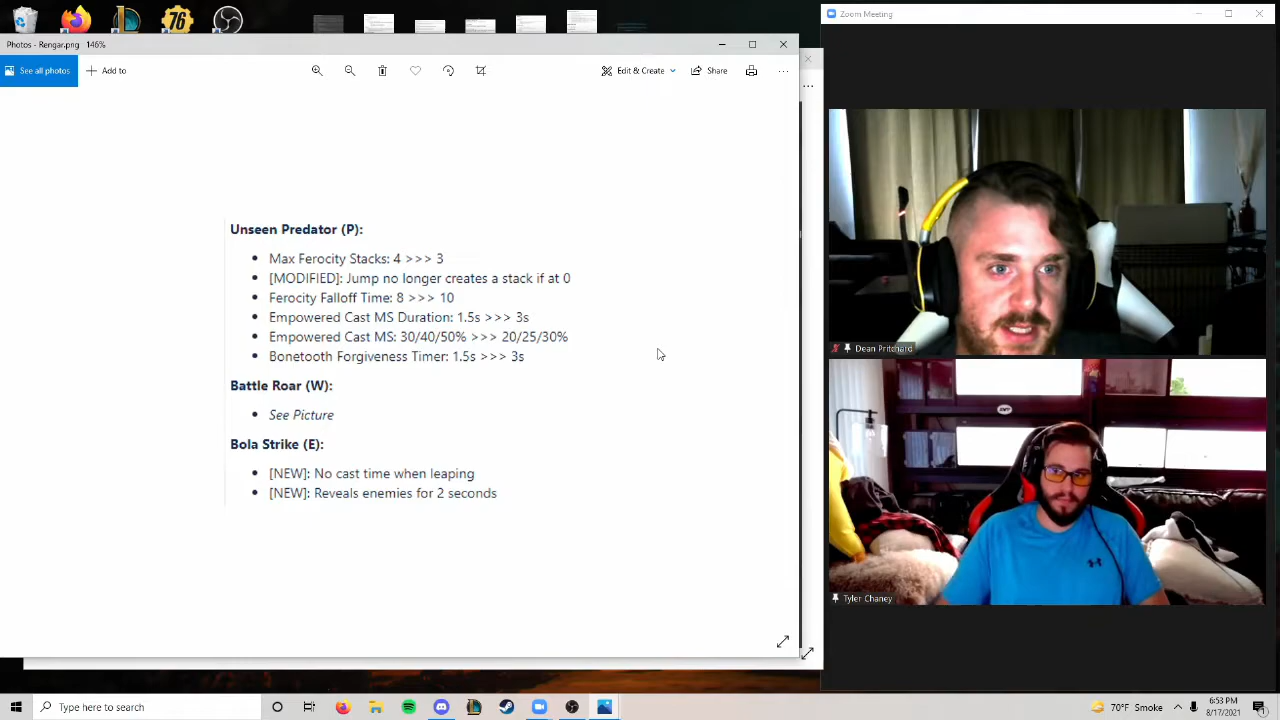 76
Photos - Rengar.png 146%
See all photos
Add to
Edit & Create
Share
Unseen Predator (P):
Max Ferocity Stacks: 4 >>> 3
[MODIFIED]: Jump no longer creates a stack if at 0
Ferocity Falloff Time: 8 >>> 10
Empowered Cast MS Duration: 1.5s >>> 3s
Empowered Cast MS: 30/40/50% >>> 20/25/30%
Bonetooth Forgiveness Timer: 1.5s >>> 3s
Battle Roar (W):
See Picture
Bola Strike (E):
[NEW]: No cast time when leaping
[NEW]: Reveals enemies for 2 seconds
Zoom Meeting
Dean Pritchard
Tyler Chaney
Type here to search
70°F Smoke
6:53 PM
8/17/2021